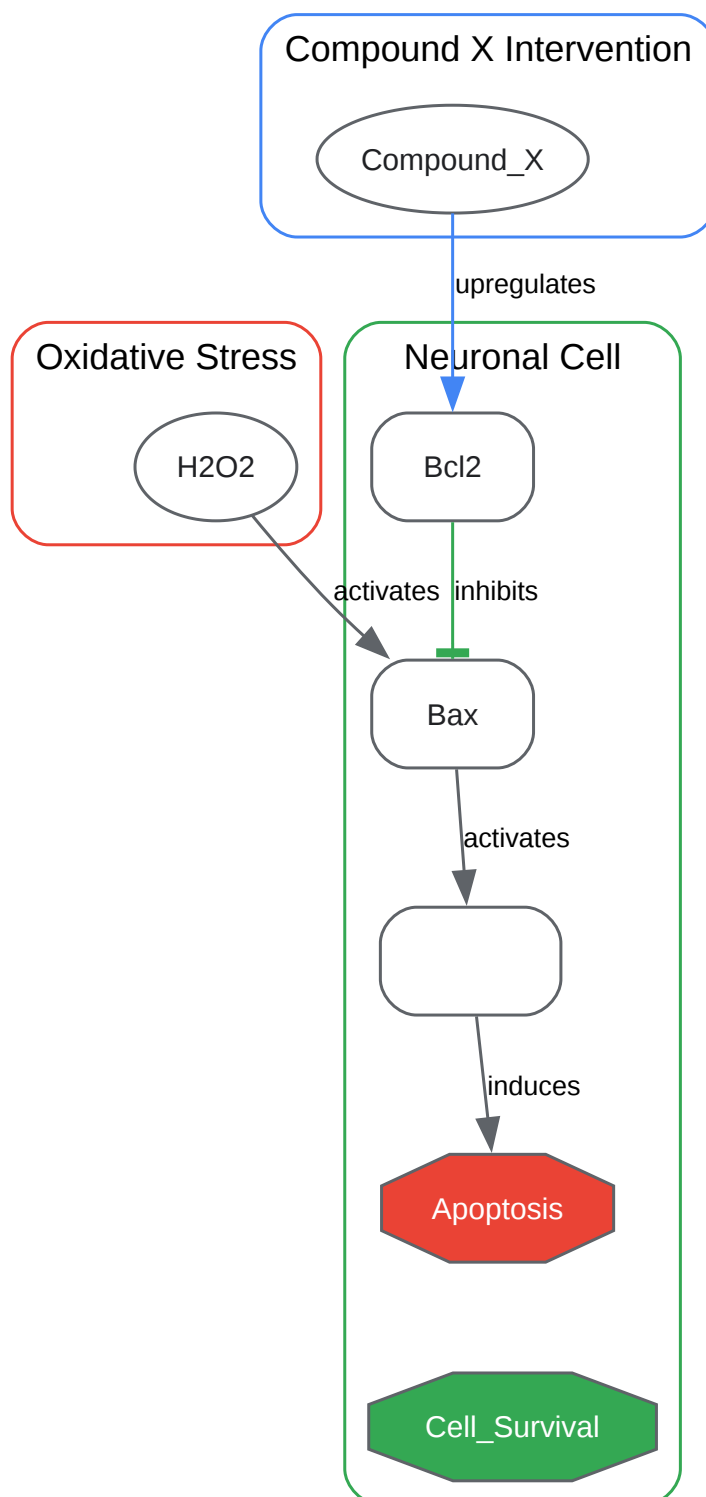 Compound X Intervention
Compound_X
upregulates
Oxidative Stress
Neuronal Cell
H2O2
Bcl2
activates
inhibits
Bax
activates
induces
Apoptosis
Cell_Survival